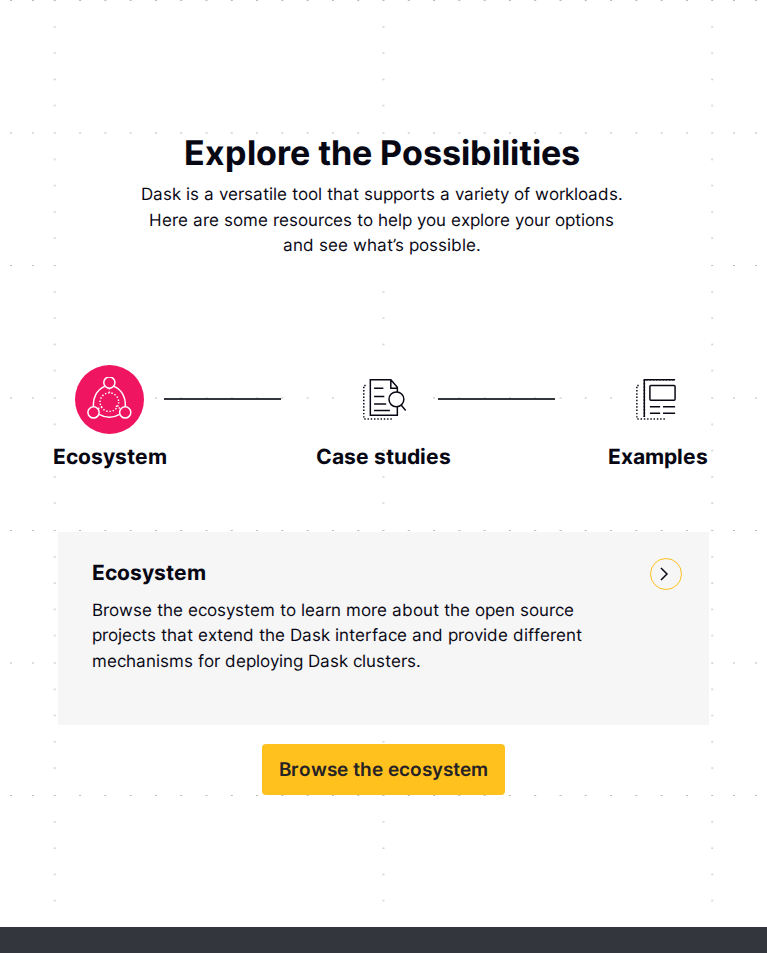 Explore the Possibilities
Dask is a versatile tool that supports a variety of workloads.
Here are some resources to help you explore your options
and see what’s possible.
Ecosystem
Case studies
Examples
Ecosystem
Browse the ecosystem to learn more about the open source
projects that extend the Dask interface and provide different
mechanisms for deploying Dask clusters.
Browse the ecosystem